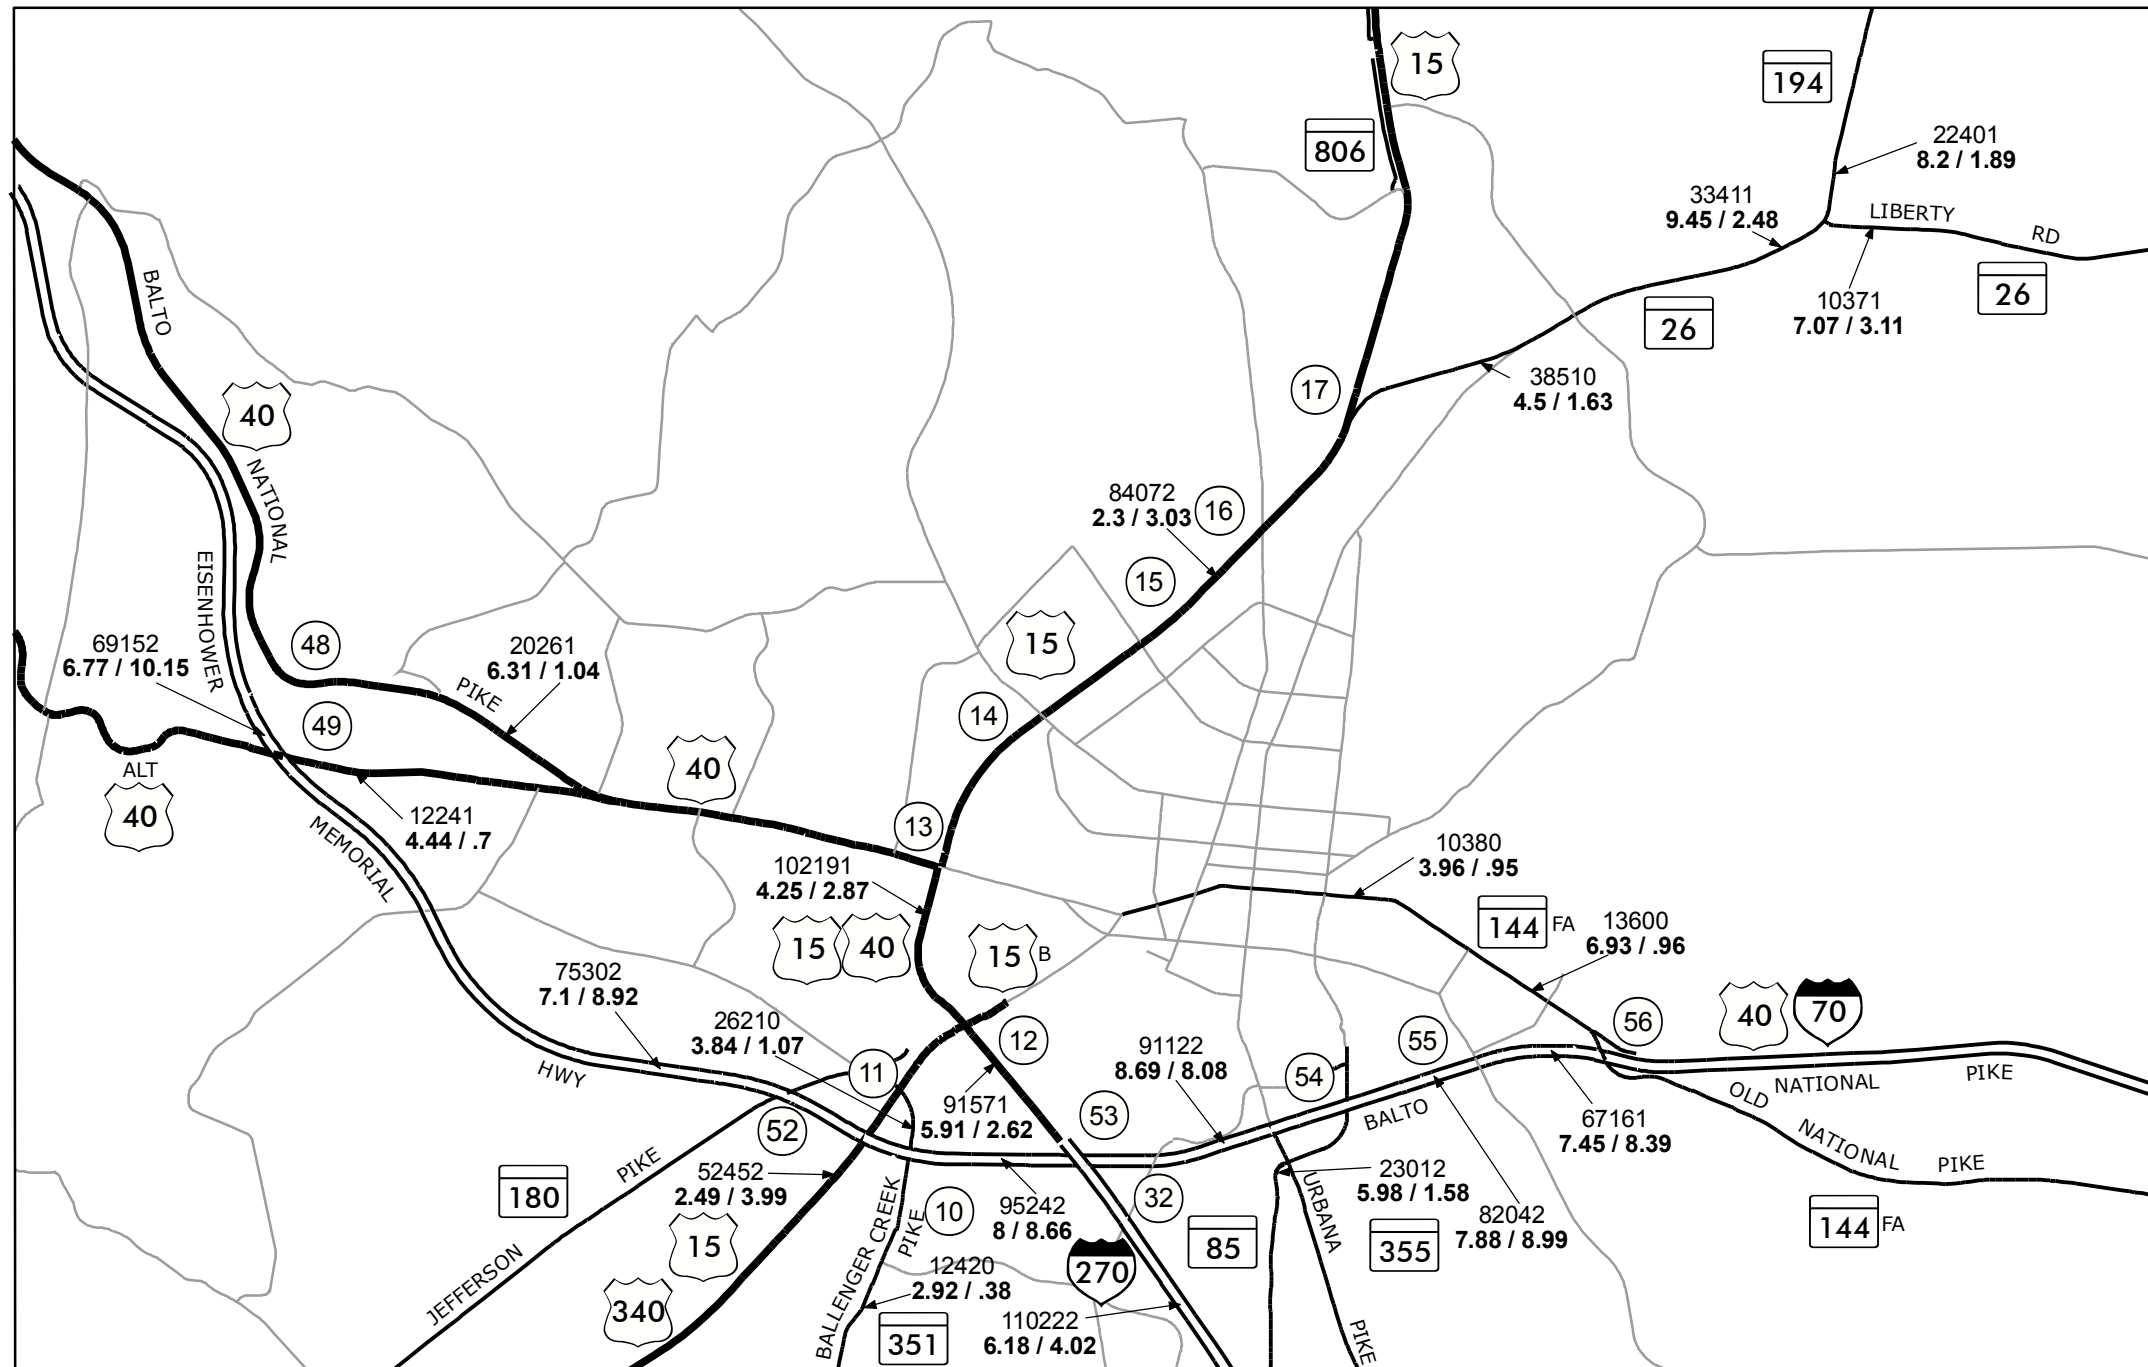 15
194
806
22401
8.2 / 1.89
33411
9.45 / 2.48
LIBERTY
RD
26
10371
7.07 / 3.11
26
BALTO
40
NATIONAL
17
38510
4.5 / 1.63
84072
2.3 / 3.03
16
15
EISENHOWER
69152
6.77 / 10.15
48
20261
6.31 / 1.04
PIKE
15
14
49
40
ALT
40
12241
4.44 / .7
MEMORIAL
13
102191
4.25 / 2.87
10380
3.96 / .95
15
40
15 B
144 FA
13600
6.93 / .96
75302
7.1 / 8.92
26210
3.84 / 1.07
12
91122
8.69 / 8.08
55
56
40
70
HWY
11
54
OLD
NATIONAL
PIKE
91571
5.91 / 2.62
53
BALTO
67161
7.45 / 8.39
52
NATIONAL
PIKE
PIKE
180
52452
2.49 / 3.99
10
95242
8 / 8.66
32
23012
5.98 / 1.58
82042
7.88 / 8.99
URBANA
144 FA
15
85
355
JEFFERSON
340
BALLENGER CREEK
PIKE
12420
2.92 / .38
270
351
110222
6.18 / 4.02
PIKE